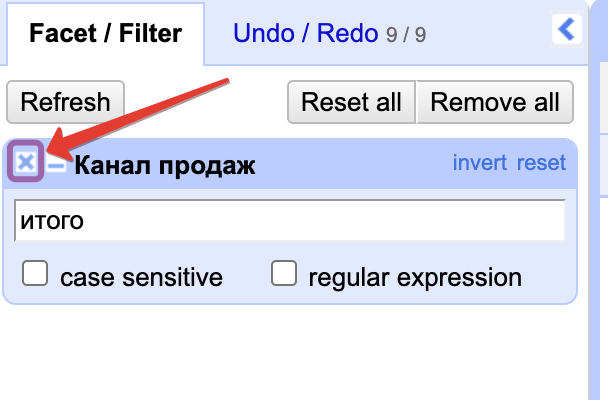 Facet / Filter Undo / Redo 9 / 9
Refresh Reset all Remove all
Канал продаж invert reset
итого
case sensitive regular expression